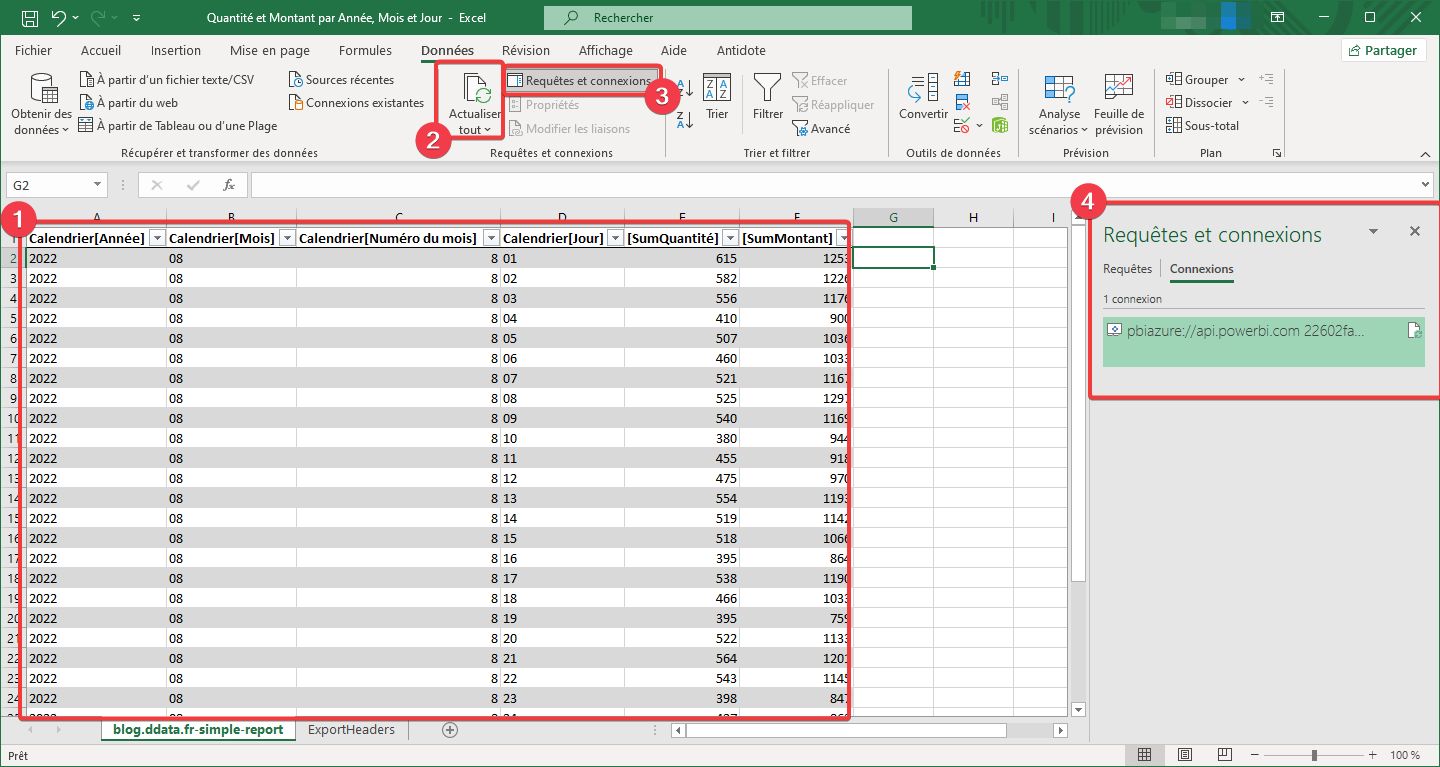 Quantité et Montant par Année, Mois et Jour - Excel
Rechercher
Fichier Accueil Insertion Mise en page Formules Données Révision Affichage Aide Antidote Partager
Obtenir des données
À partir d'un fichier texte/CSV
À partir du web
À partir de Tableau ou d'une Plage
Sources récentes
Connexions existantes
Récupérer et transformer des données
Actualiser tout
2
Requêtes et connexions
3
Propriétés
Modifier les liaisons
Requêtes et connexions
Trier
Filtrer
Effacer
Réappliquer
Avancé
Trier et filtrer
Convertir
Outils de données
Analyse scénarios
Feuille de prévision
Prévision
Grouper
Dissocier
Sous-total
Plan
G2
fx
1
A B C D E F G H I
Calendrier[Année] Calendrier[Mois] Calendrier[Numéro du mois] Calendrier[Jour] [SumQuantité] [SumMontant]
2 2022 08 8 01 615 1253
3 2022 08 8 02 582 1226
4 2022 08 8 03 556 1176
5 2022 08 8 04 410 900
6 2022 08 8 05 507 1036
7 2022 08 8 06 460 1033
8 2022 08 8 07 521 1167
9 2022 08 8 08 525 1297
10 2022 08 8 09 540 1169
11 2022 08 8 10 380 944
12 2022 08 8 11 455 918
13 2022 08 8 12 475 970
14 2022 08 8 13 554 1193
15 2022 08 8 14 519 1142
16 2022 08 8 15 518 1066
17 2022 08 8 16 395 864
18 2022 08 8 17 538 1190
19 2022 08 8 18 466 1033
20 2022 08 8 19 395 759
21 2022 08 8 20 522 1133
22 2022 08 8 21 564 1201
23 2022 08 8 22 543 1145
24 2022 08 8 23 398 847
4
Requêtes et connexions
Requêtes Connexions
1 connexion
pbiazure://api.powerbi.com 22602fa...
blog.ddata.fr-simple-report ExportHeaders
Prêt
100 %